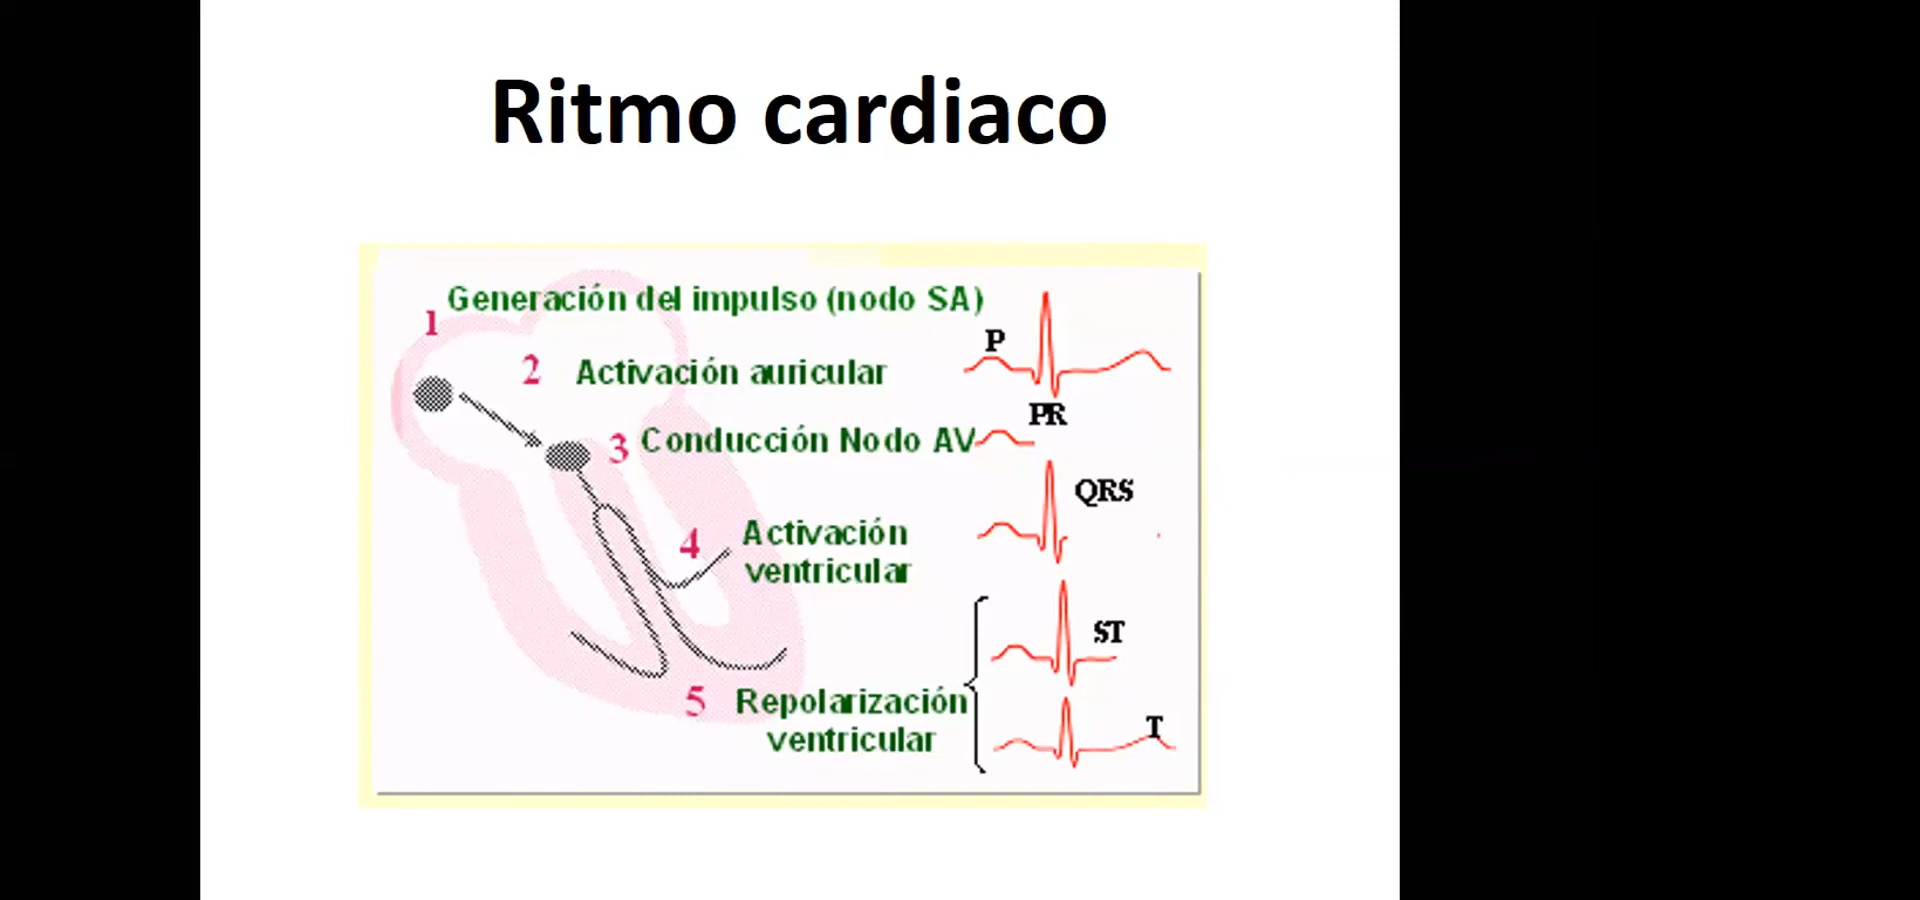 Ritmo cardiaco
1 Generación del impulso (nodo SA)
P
2 Activación auricular
PR
3 Conducción Nodo AV
QRS
4 Activación
ventricular
ST
5 Repolarización
ventricular
T